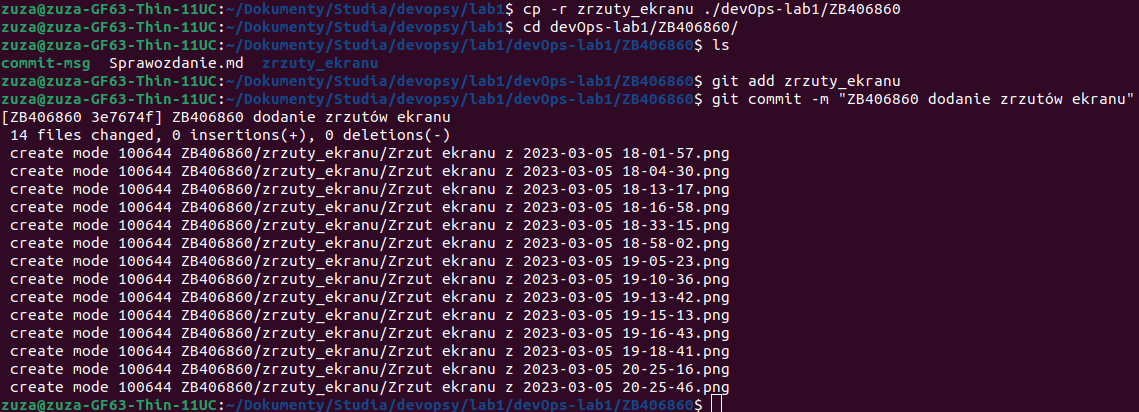 zuza@zuza-GF63-Thin-11UC:~/Dokumenty/Studia/devopsy/lab1$ cp -r zrzuty_ekranu ./devOps-lab1/ZB406860
zuza@zuza-GF63-Thin-11UC:~/Dokumenty/Studia/devopsy/lab1$ cd devOps-lab1/ZB406860/
zuza@zuza-GF63-Thin-11UC:~/Dokumenty/Studia/devopsy/lab1/devOps-lab1/ZB406860$ ls
commit-msg  Sprawozdanie.md  zrzuty_ekranu
zuza@zuza-GF63-Thin-11UC:~/Dokumenty/Studia/devopsy/lab1/devOps-lab1/ZB406860$ git add zrzuty_ekranu
zuza@zuza-GF63-Thin-11UC:~/Dokumenty/Studia/devopsy/lab1/devOps-lab1/ZB406860$ git commit -m "ZB406860 dodanie zrzutów ekranu"
[ZB406860 3e7674f] ZB406860 dodanie zrzutów ekranu
 14 files changed, 0 insertions(+), 0 deletions(-)
 create mode 100644 ZB406860/zrzuty_ekranu/Zrzut ekranu z 2023-03-05 18-01-57.png
 create mode 100644 ZB406860/zrzuty_ekranu/Zrzut ekranu z 2023-03-05 18-04-30.png
 create mode 100644 ZB406860/zrzuty_ekranu/Zrzut ekranu z 2023-03-05 18-13-17.png
 create mode 100644 ZB406860/zrzuty_ekranu/Zrzut ekranu z 2023-03-05 18-16-58.png
 create mode 100644 ZB406860/zrzuty_ekranu/Zrzut ekranu z 2023-03-05 18-33-15.png
 create mode 100644 ZB406860/zrzuty_ekranu/Zrzut ekranu z 2023-03-05 18-58-02.png
 create mode 100644 ZB406860/zrzuty_ekranu/Zrzut ekranu z 2023-03-05 19-05-23.png
 create mode 100644 ZB406860/zrzuty_ekranu/Zrzut ekranu z 2023-03-05 19-10-36.png
 create mode 100644 ZB406860/zrzuty_ekranu/Zrzut ekranu z 2023-03-05 19-13-42.png
 create mode 100644 ZB406860/zrzuty_ekranu/Zrzut ekranu z 2023-03-05 19-15-13.png
 create mode 100644 ZB406860/zrzuty_ekranu/Zrzut ekranu z 2023-03-05 19-16-43.png
 create mode 100644 ZB406860/zrzuty_ekranu/Zrzut ekranu z 2023-03-05 19-18-41.png
 create mode 100644 ZB406860/zrzuty_ekranu/Zrzut ekranu z 2023-03-05 20-25-16.png
 create mode 100644 ZB406860/zrzuty_ekranu/Zrzut ekranu z 2023-03-05 20-25-46.png
zuza@zuza-GF63-Thin-11UC:~/Dokumenty/Studia/devopsy/lab1/devOps-lab1/ZB406860$